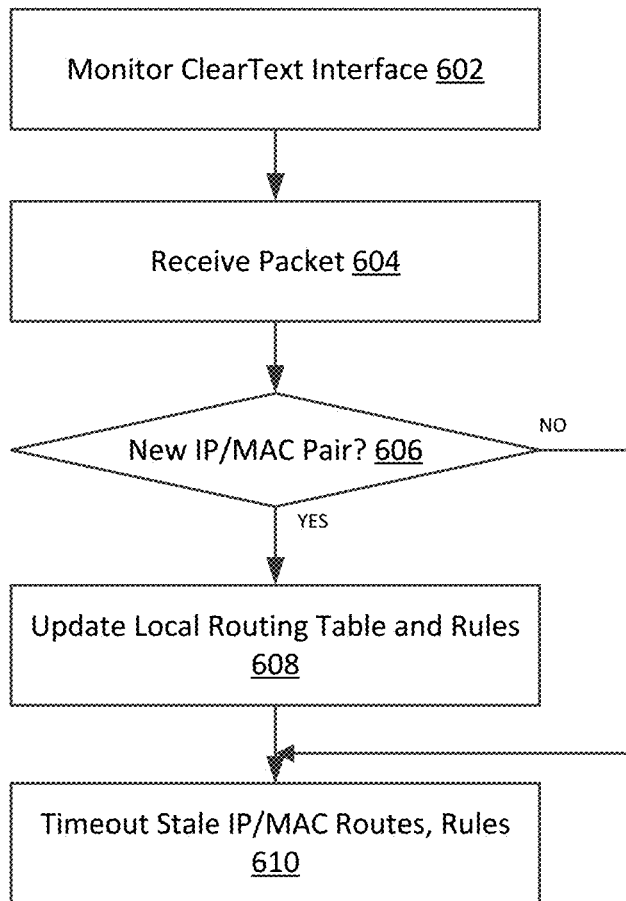 Monitor ClearText Interface 602
Receive Packet 604
New IP/MAC Pair? 606
NO
YES
Update Local Routing Table and Rules
608
Timeout Stale IP/MAC Routes, Rules
610